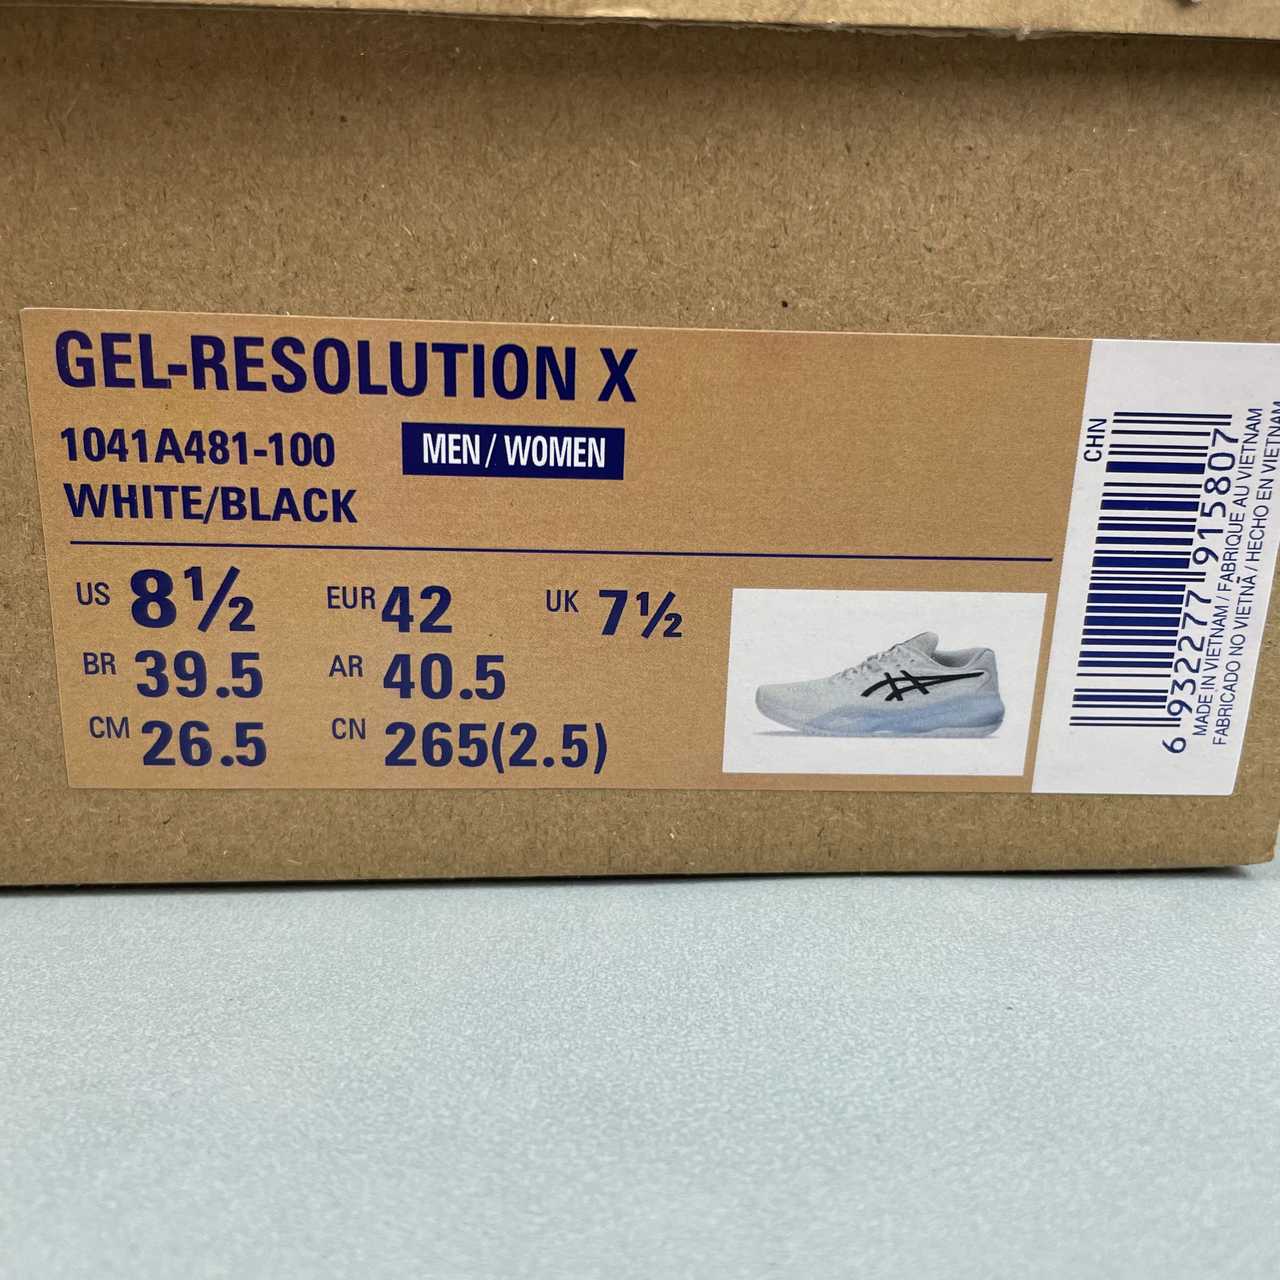 GEL-RESOLUTION X
1041A481-100
MEN / WOMEN
WHITE/BLACK
US 8½ EUR 42 UK 7½
BR 39.5 AR 40.5
CM 26.5 CN 265(2.5)
CHN
6 932277 915807
MADE IN VIETNAM / FABRIQUE AU VIETNAM
FABRICADO NO VIETNÃ / HECHO EN VIETNAM